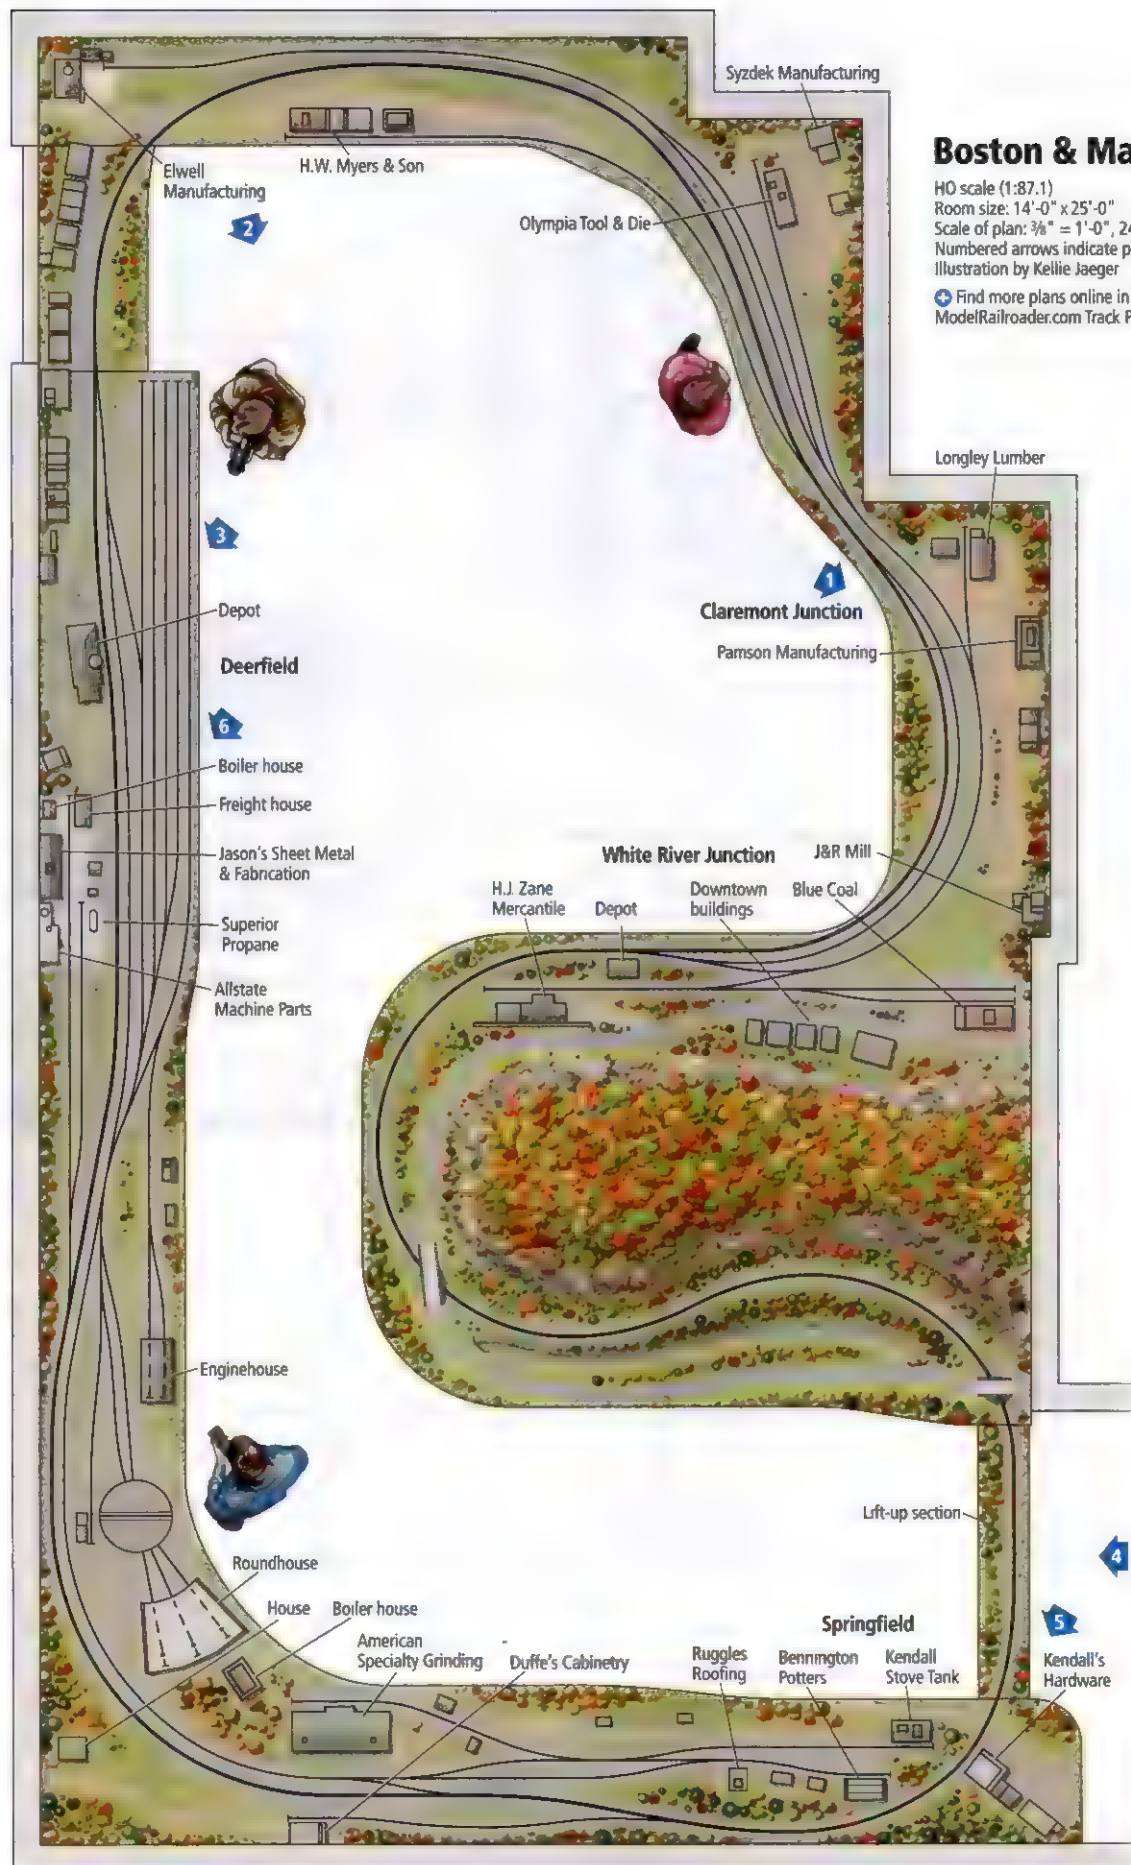 Boston & Ma
HO scale (1:87.1)
Room size: 14'-0" x 25'-0"
Scale of plan: 3/8" = 1'-0", 24
Numbered arrows indicate p
Illustration by Kellie Jaeger
Find more plans online in
ModelRailroader.com Track P
Syzdek Manufacturing
Elwell
Manufacturing
H.W. Myers & Son
Olympia Tool & Die
2
Longley Lumber
3
1
Depot
Claremont Junction
Deerfield
Pamson Manufacturing
6
Boiler house
Freight house
Jason's Sheet Metal
& Fabrication
White River Junction
J&R Mill
H.J. Zane
Mercantile
Depot
Downtown
buildings
Blue Coal
Superior
Propane
Allstate
Machine Parts
Enginehouse
Lift-up section
4
Roundhouse
House
Boiler house
American
Specialty Grinding
Duffe's Cabinetry
Springfield
Ruggles
Roofing
Bennington
Potters
Kendall
Stove Tank
5
Kendall's
Hardware